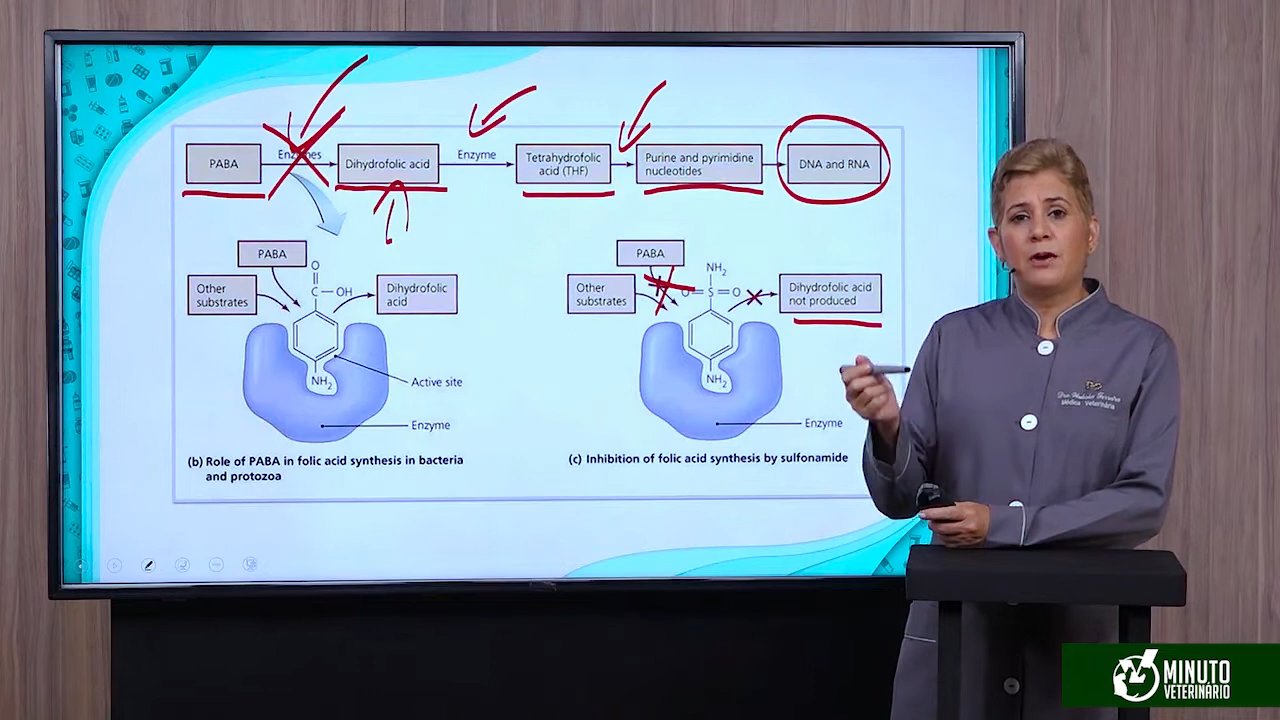 PABA
Enzymes
Dihydrofolic acid
Enzyme
Tetrahydrofolic
acid (THF)
Purine and pyrimidine
nucleotides
DNA and RNA
PABA
Other
substrates
O
C
OH
Dihydrofolic
acid
NH2
Active site
Enzyme
(b) Role of PABA in folic acid synthesis in bacteria
and protozoa
PABA
Other
substrates
NH2
O=S=O
Dihydrofolic acid
not produced
NH2
Enzyme
(c) Inhibition of folic acid synthesis by sulfonamide
Médica Veterinária
MINUTO
VETERINÁRIO